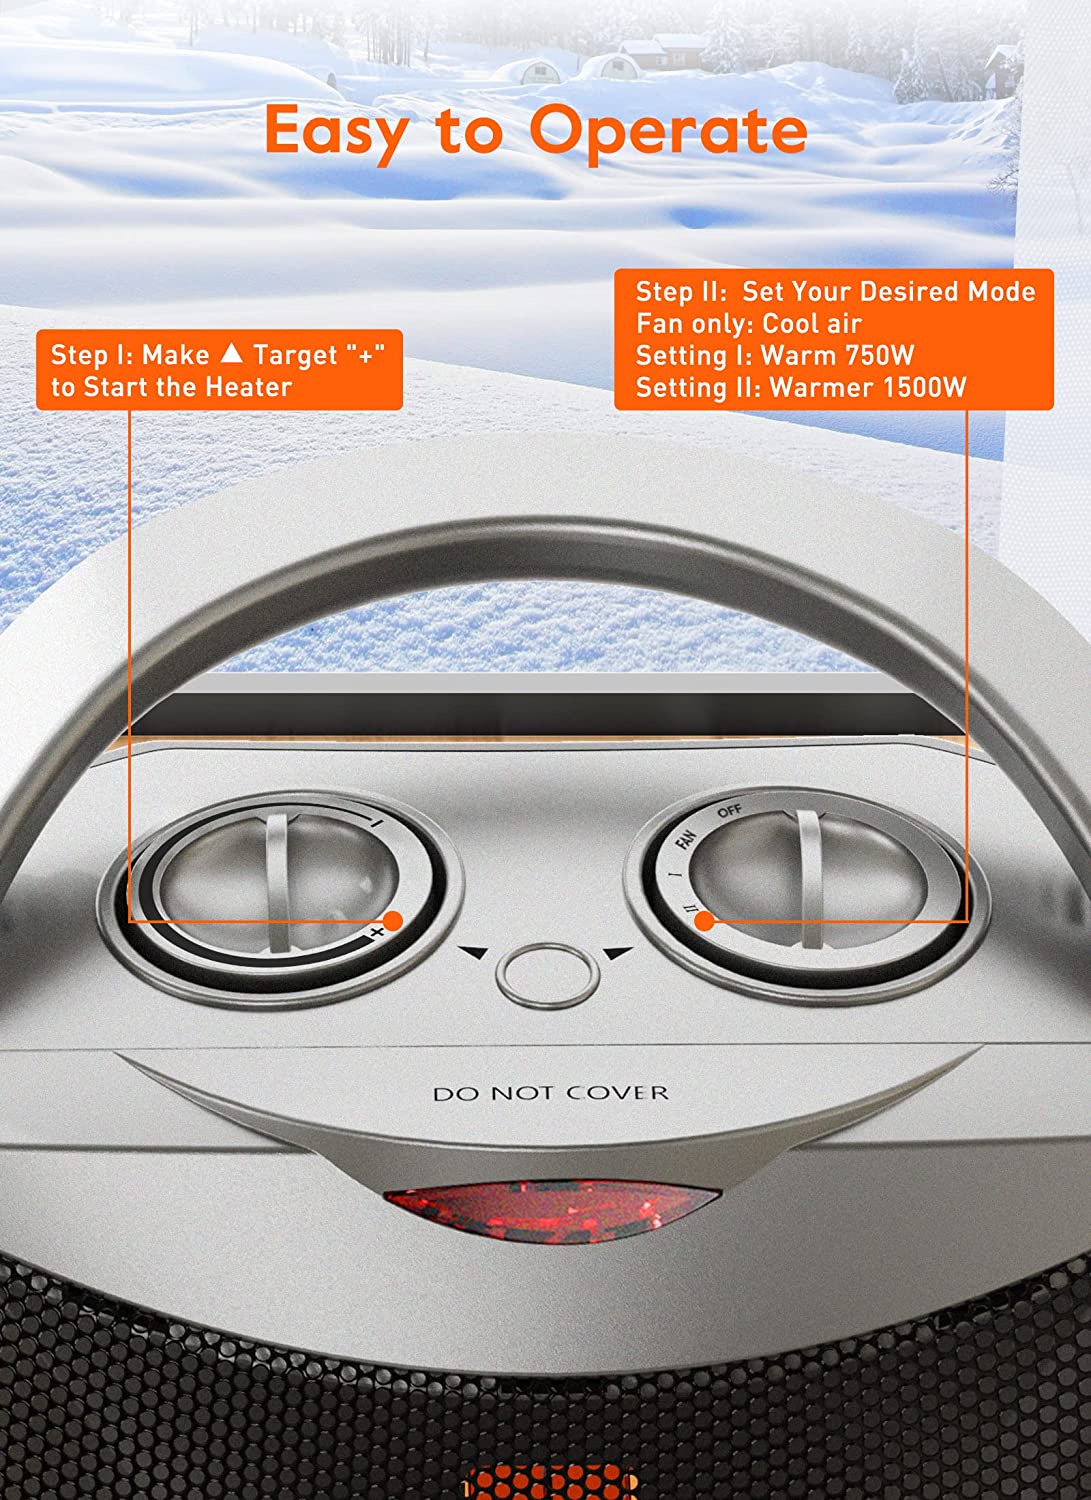 Easy to Operate
Step I: Make ▲ Target "+"
to Start the Heater
Step II: Set Your Desired Mode
Fan only: Cool air
Setting I: Warm 750W
Setting II: Warmer 1500W
OFF
FAN
I
II
DO NOT COVER